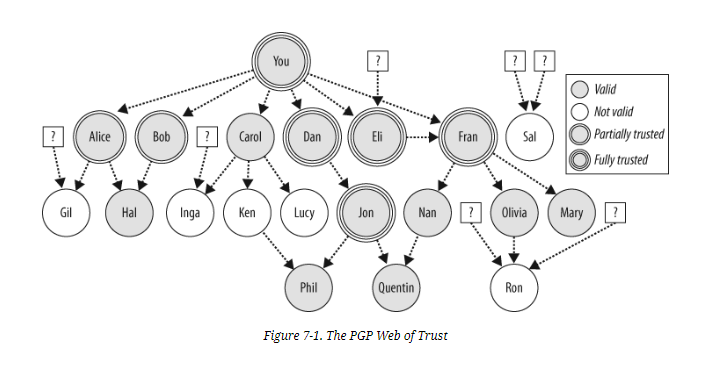 You
?
?
?
Valid
Not valid
Partially trusted
Fully trusted
?
Alice
Bob
?
Carol
Dan
Eli
Fran
Sal
Gil
Hal
Inga
Ken
Lucy
Jon
Nan
?
Olivia
Mary
?
Phil
Quentin
Ron
Figure 7-1. The PGP Web of Trust